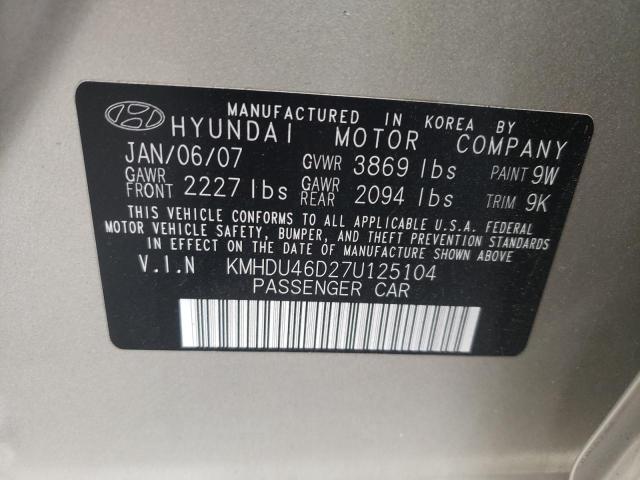 MANUFACTURED IN KOREA BY
HYUNDAI MOTOR COMPANY
JAN/06/07 GVWR 3869 lbs PAINT 9W
GAWR FRONT 2227 lbs GAWR REAR 2094 lbs TRIM 9K
THIS VEHICLE CONFORMS TO ALL APPLICABLE U.S.A. FEDERAL
MOTOR VEHICLE SAFETY, BUMPER, AND THEFT PREVENTION STANDARDS
IN EFFECT ON THE DATE OF MANUFACTURE SHOWN ABOVE
V.I.N KMHDU46D27U125104
PASSENGER CAR